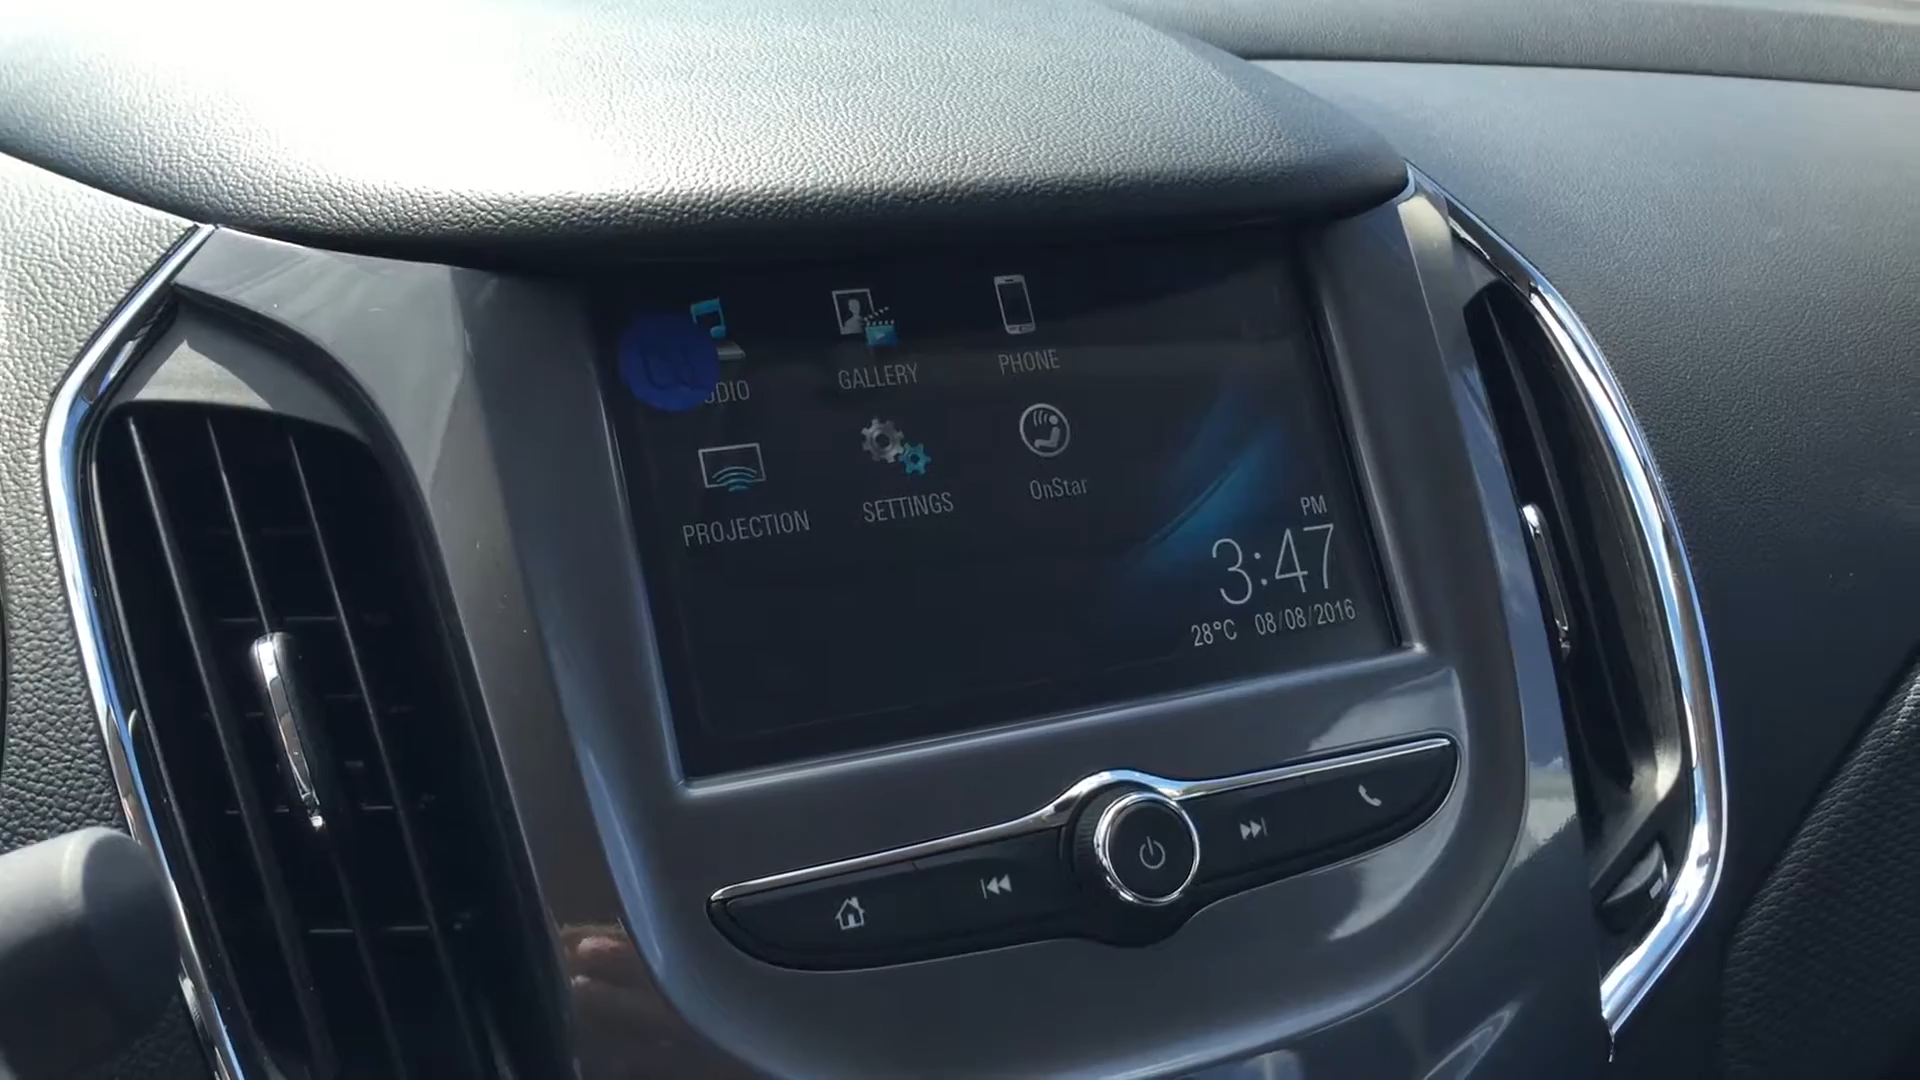 GALLERY
PHONE
PROJECTION
SETTINGS
OnStar
PM
3:47
28°C 08/08/2016